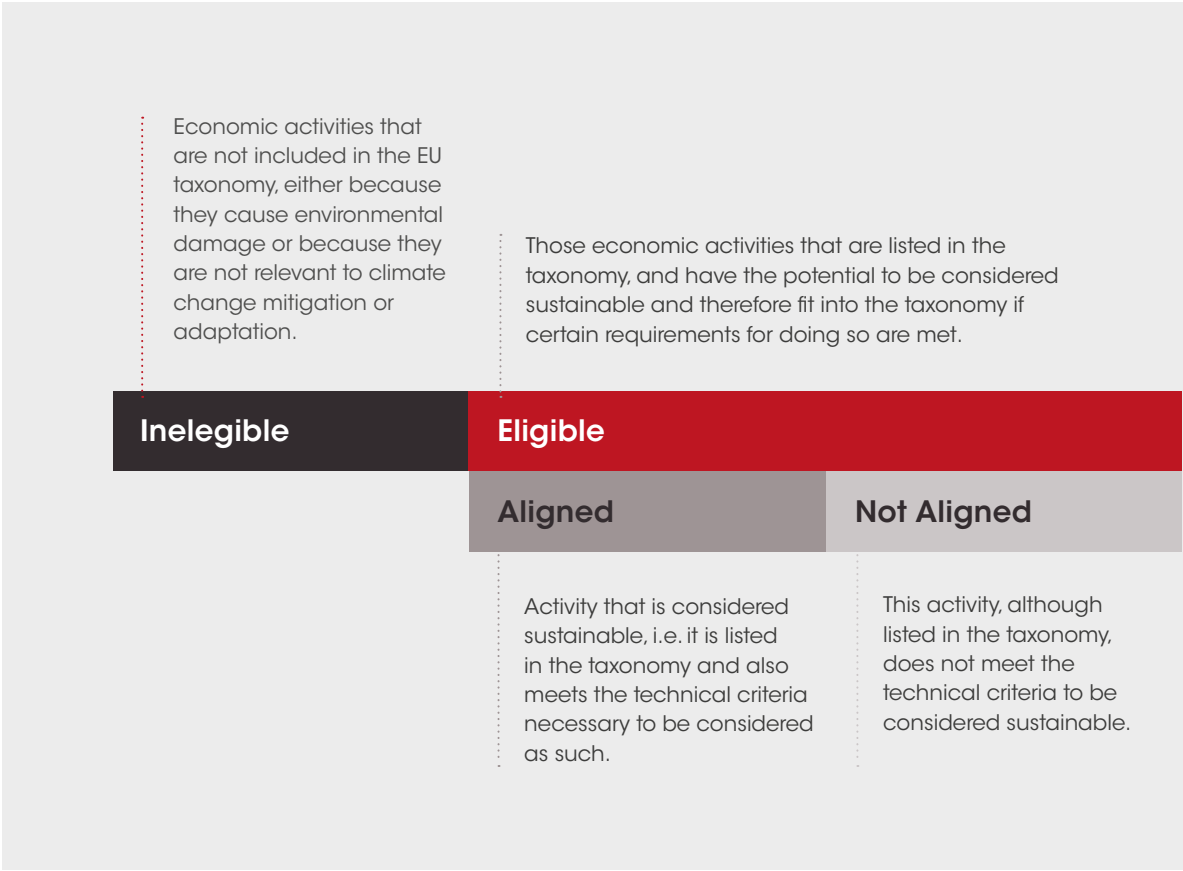 Economic activities that
are not included in the EU
taxonomy, either because
they cause environmental
damage or because they
are not relevant to climate
change mitigation or
adaptation.
Those economic activities that are listed in the
taxonomy, and have the potential to be considered
sustainable and therefore fit into the taxonomy if
certain requirements for doing so are met.
Inelegible
Eligible
Aligned
Not Aligned
Activity that is considered
sustainable, i.e. it is listed
in the taxonomy and also
meets the technical criteria
necessary to be considered
as such.
This activity, although
listed in the taxonomy,
does not meet the
technical criteria to be
considered sustainable.